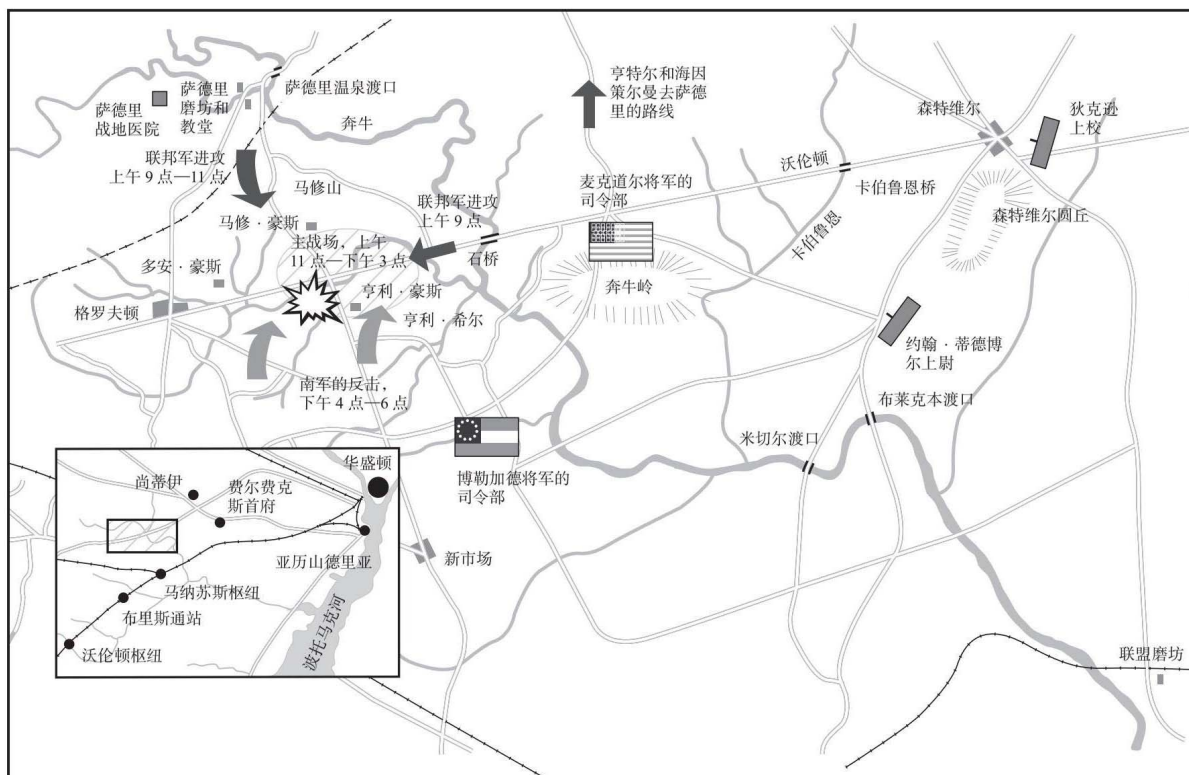 萨德里
战地医院
萨德里
磨坊和
教堂
萨德里温泉渡口
奔牛
亨特尔和海因
策尔曼去萨德
里的路线
森特维尔
狄克逊
上校
联邦军进攻
上午 9 点—11 点
马修山
沃伦顿
卡伯鲁恩桥
卡伯鲁恩
森特维尔圆丘
联邦军进攻
上午 9 点
麦克道尔将军的
司令部
马修·豪斯
主战场，上午
11 点—下午 3 点
石桥
多安·豪斯
格罗夫顿
亨利·豪斯
亨利·希尔
奔牛岭
约翰·蒂德博
尔上尉
南军的反击，
下午 4 点—6 点
布莱克本渡口
米切尔渡口
博勒加德将军的
司令部
新市场
联盟磨坊
华盛顿
尚蒂伊
费尔费克
斯首府
亚历山德里亚
马纳苏斯枢纽
布里斯通站
沃伦顿枢纽
波托马克河